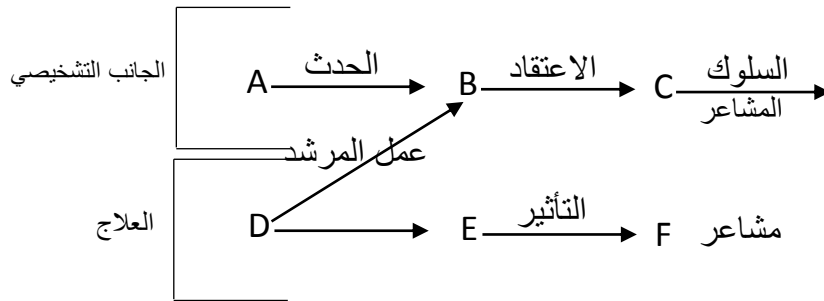 الجانب التشخيصي
A الحدث B الاعتقاد C السلوك
المشاعر
عمل المرشد
العلاج
D E التأثير F مشاعر